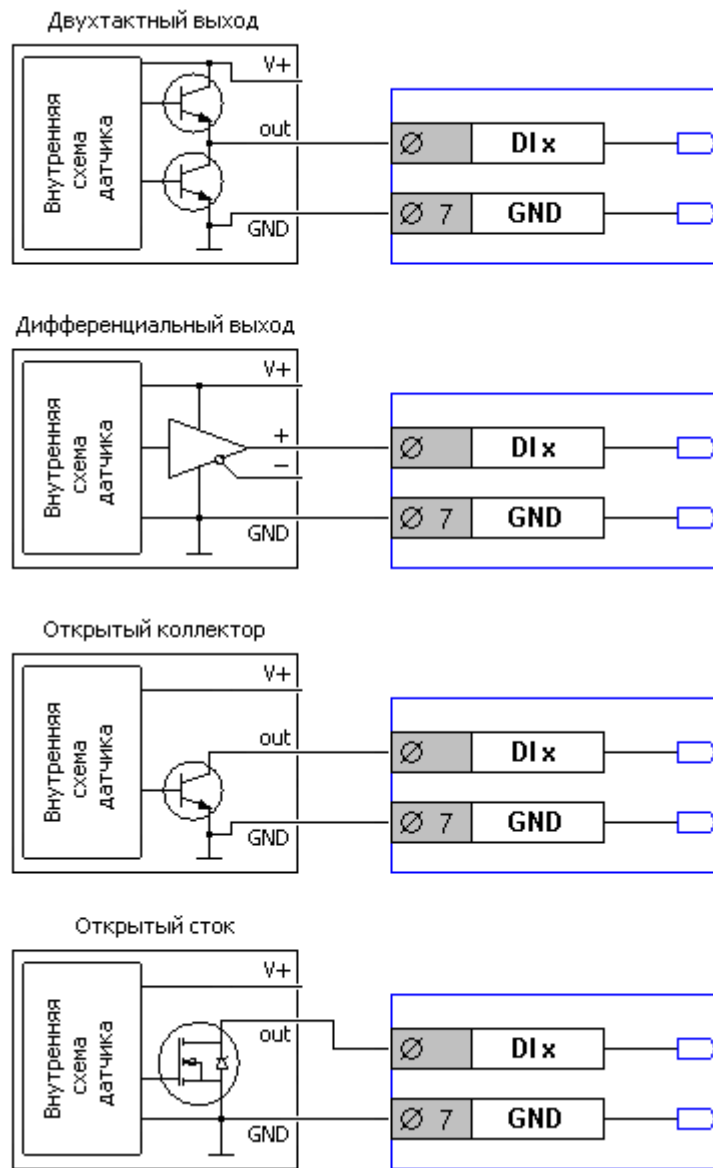 Двухтактный выход
Внутренняя
схема
датчика
V+
out
GND
Ø
DI x
Ø 7
GND
Дифференциальный выход
Внутренняя
схема
датчика
V+
+
−
GND
Ø
DI x
Ø 7
GND
Открытый коллектор
Внутренняя
схема
датчика
V+
out
GND
Ø
DI x
Ø 7
GND
Открытый сток
Внутренняя
схема
датчика
V+
out
GND
Ø
DI x
Ø 7
GND